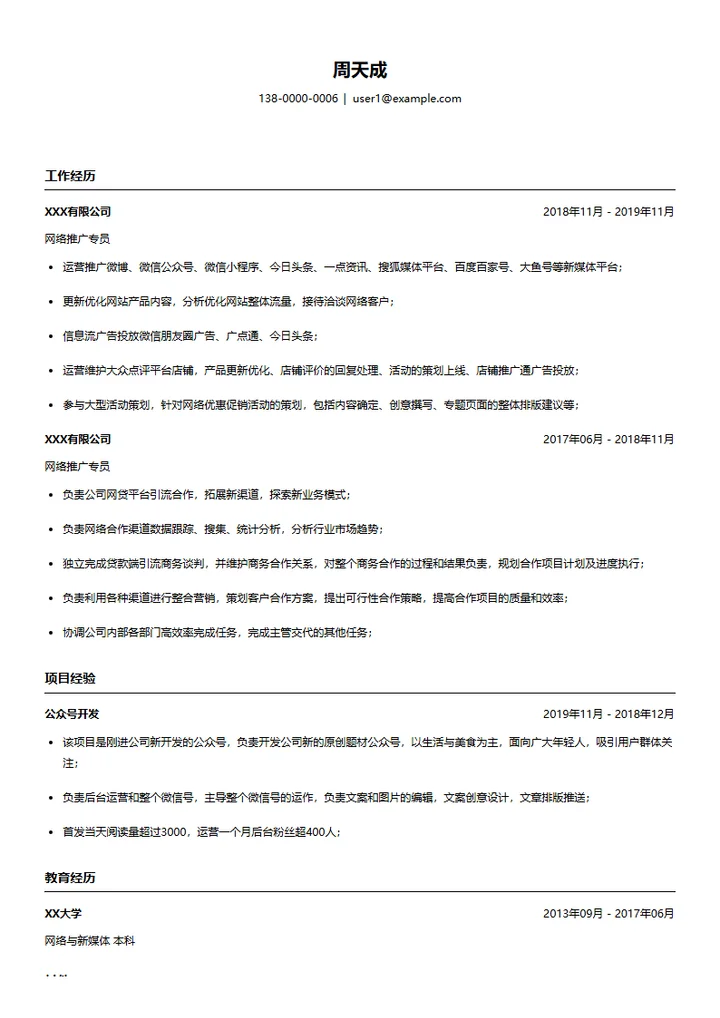 周天成
138-0000-0006 | user1@example.com
工作经历
XXX有限公司 2018年11月 - 2019年11月
网络推广专员
• 运营推广微博、微信公众号、微信小程序、今日头条、一点资讯、搜狐媒体平台、百度百家号、大鱼号等新媒体平台；
• 更新优化网站产品内容，分析优化网站整体流量，接待洽谈网络客户；
• 信息流广告投放微信朋友圈广告、广点通、今日头条；
• 运营维护大众点评平台店铺，产品更新优化、店铺评价的回复处理、活动的策划上线、店铺推广通广告投放；
• 参与大型活动策划，针对网络优惠促销活动的策划，包括内容确定、创意撰写、专题页面的整体排版建议等；
XXX有限公司 2017年06月 - 2018年11月
网络推广专员
• 负责公司网贷平台引流合作，拓展新渠道，探索新业务模式；
• 负责网络合作渠道数据跟踪、搜集、统计分析，分析行业市场趋势；
• 独立完成贷款端引流商务谈判，并维护商务合作关系，对整个商务合作的过程和结果负责，规划合作项目计划及进度执行；
• 负责利用各种渠道进行整合营销，策划客户合作方案，提出可行性合作策略，提高合作项目的质量和效率；
• 协调公司内部各部门高效率完成任务，完成主管交代的其他任务；
项目经验
公众号开发 2019年11月 - 2018年12月
• 该项目是刚进公司新开发的公众号，负责开发公司新的原创题材公众号，以生活与美食为主，面向广大年轻人，吸引用户群体关
注；
• 负责后台运营和整个微信号，主导整个微信号的运作，负责文案和图片的编辑，文案创意设计，文章排版推送；
• 首发当天阅读量超过3000，运营一个月后台粉丝超400人；
教育经历
XX大学 2013年09月 - 2017年06月
网络与新媒体 本科